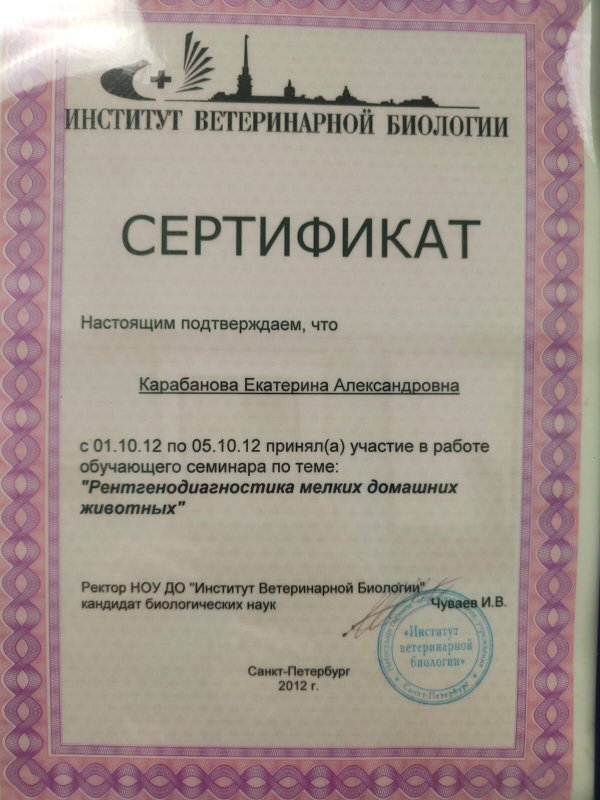 ИНСТИТУТ ВЕТЕРИНАРНОЙ БИОЛОГИИ
СЕРТИФИКАТ
Настоящим подтверждаем, что
Карабанова Екатерина Александровна
с 01.10.12 по 05.10.12 принял(а) участие в работе
обучающего семинара по теме:
"Рентгенодиагностика мелких домашних
животных"
Ректор НОУ ДО "Институт Ветеринарной Биологии"
кандидат биологических наук
Чуваев И.В.
«Институт
ветеринарной
биологии»
Санкт-Петербург
Санкт-Петербург
2012 г.